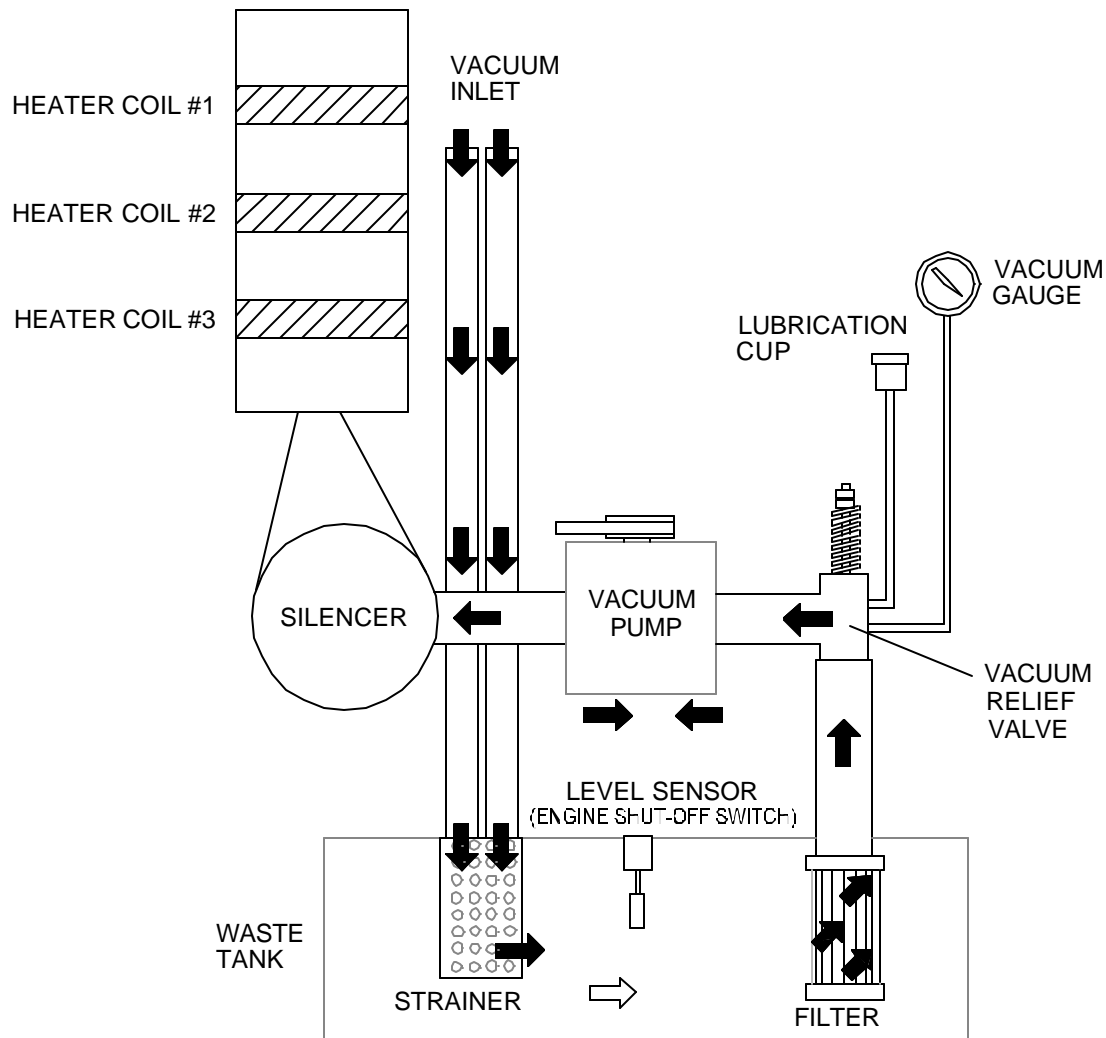 HEATER COIL #1
HEATER COIL #2
HEATER COIL #3
VACUUM
INLET
VACUUM
GAUGE
LUBRICATION
CUP
SILENCER
VACUUM
PUMP
VACUUM
RELIEF
VALVE
LEVEL SENSOR
(ENGINE SHUT-OFF SWITCH)
WASTE
TANK
STRAINER
FILTER